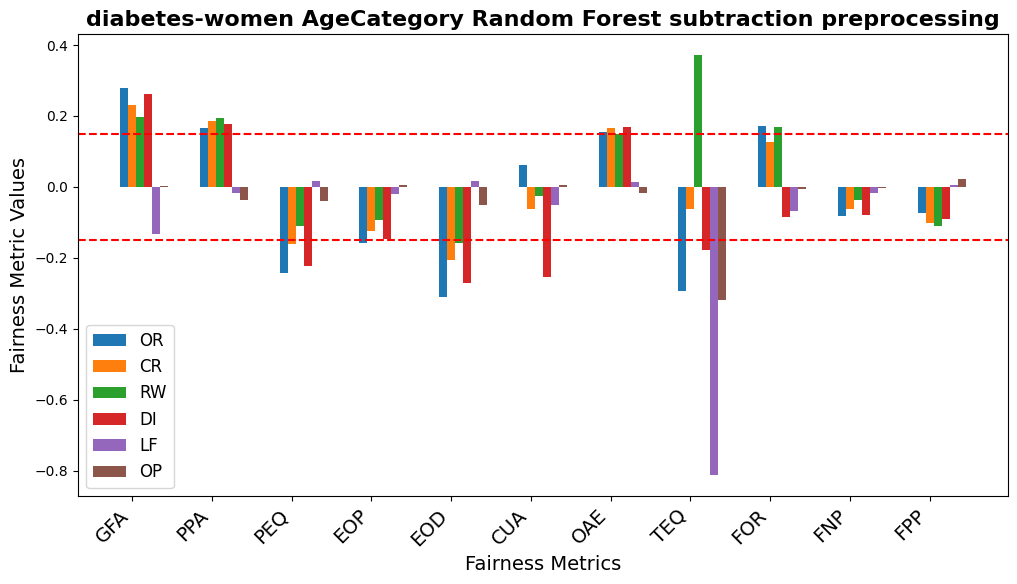 diabetes-women AgeCategory Random Forest subtraction preprocessing
Fairness Metric Values
0.4
0.2
0.0
−0.2
−0.4
−0.6
−0.8
OR
CR
RW
DI
LF
OP
GFA
PPA
PEQ
EOP
EOD
CUA
OAE
TEQ
FOR
FNP
FPP
Fairness Metrics